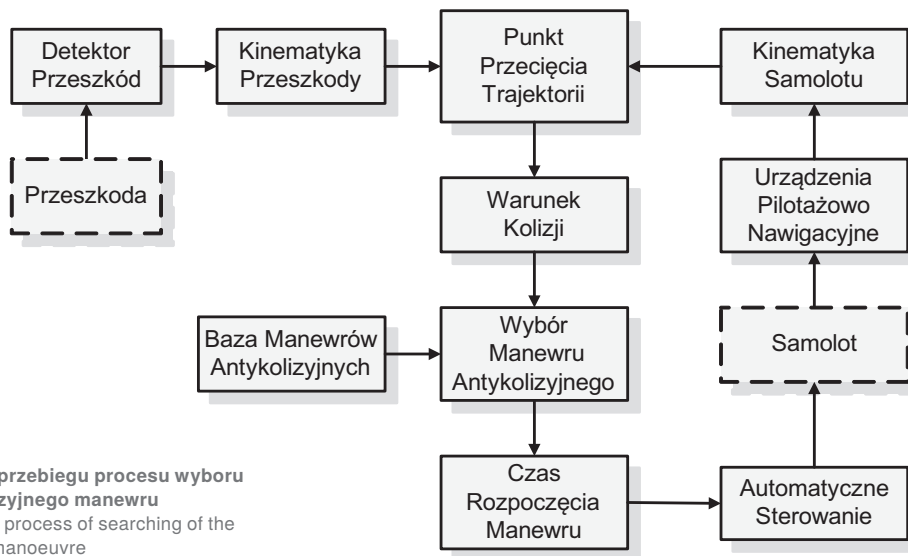 Detektor
Przeszkód
Kinematyka
Przeszkody
Punkt
Przecięcia
Trajektorii
Kinematyka
Samolotu
Przeszkoda
Warunek
Kolizji
Urządzenia
Pilotażowo
Nawigacyjne
Baza Manewrów
Antykolizyjnych
Wybór
Manewru
Antykolizyjnego
Samolot
Czas
Rozpoczęcia
Manewru
Automatyczne
Sterowanie
przebiegu procesu wyboru
zyjnego manewru
process of searching of the
manoeuvre